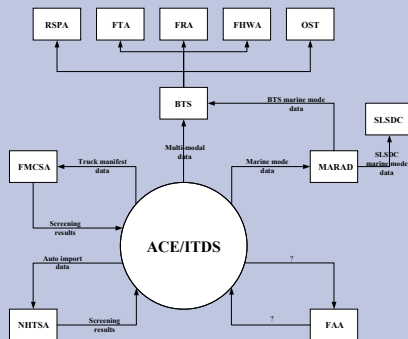 RSPA
FTA
FRA
FHWA
OST
BTS
BTS marine mode
data
SLSDC
FMCSA
Truck manifest
data
Multi-modal
data
Marine mode
data
MARAD
SLSDC
marine mode
data
Screening
results
ACE/ITDS
Auto import
data
?
NHTSA
Screening
results
?
FAA